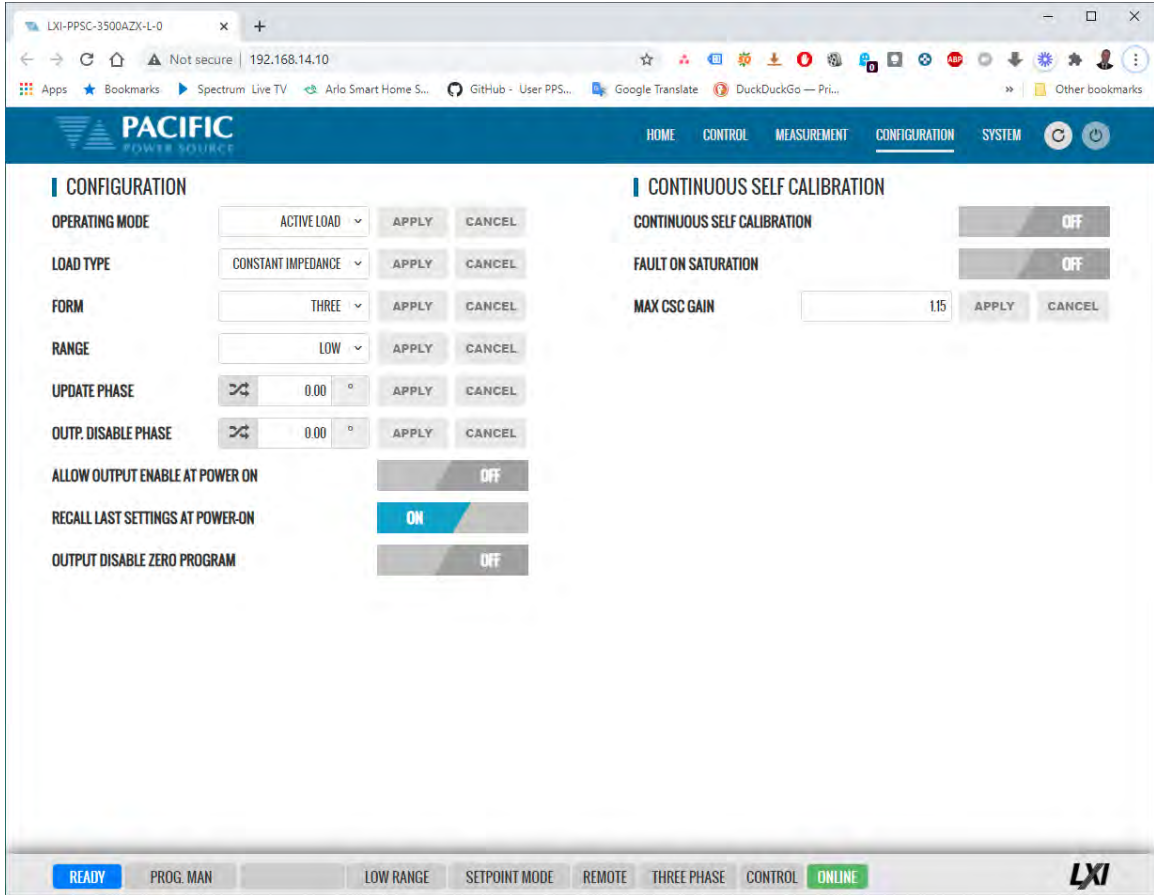 LXI-PPSC-3500AZX-L-0
Not secure | 192.168.14.10
ABP
0
Apps Bookmarks Spectrum Live TV Arlo Smart Home S... GitHub - User PPS... Google Translate DuckDuckGo — Pri... » Other bookmarks
PACIFIC
POWER SOURCE
HOME CONTROL MEASUREMENT CONFIGURATION SYSTEM
CONFIGURATION
OPERATING MODE ACTIVE LOAD APPLY CANCEL
LOAD TYPE CONSTANT IMPEDANCE APPLY CANCEL
FORM THREE APPLY CANCEL
RANGE LOW APPLY CANCEL
UPDATE PHASE 0.00 ° APPLY CANCEL
OUTP. DISABLE PHASE 0.00 ° APPLY CANCEL
ALLOW OUTPUT ENABLE AT POWER ON OFF
RECALL LAST SETTINGS AT POWER-ON ON
OUTPUT DISABLE ZERO PROGRAM OFF
CONTINUOUS SELF CALIBRATION
CONTINUOUS SELF CALIBRATION OFF
FAULT ON SATURATION OFF
MAX CSC GAIN 1.15 APPLY CANCEL
READY PROG. MAN LOW RANGE SETPOINT MODE REMOTE THREE PHASE CONTROL ONLINE LXI